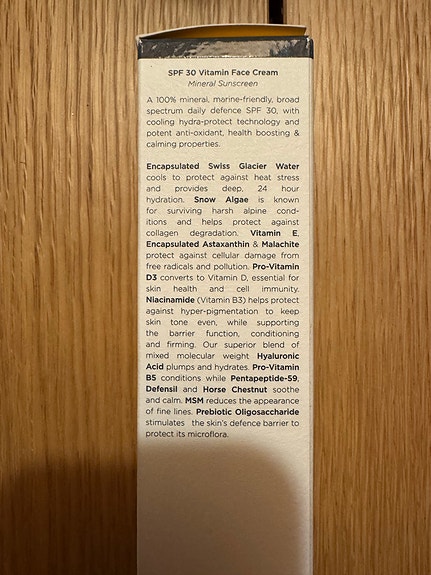 SPF 30 Vitamin Face Cream
Mineral Sunscreen
A 100% mineral, marine-friendly, broad
spectrum daily defence SPF 30, with
cooling hydra-protect technology and
potent anti-oxidant, health boosting &
calming properties.
Encapsulated Swiss Glacier Water
cools to protect against heat stress
and provides deep, 24 hour
hydration. Snow Algae is known
for surviving harsh alpine cond-
itions and helps protect against
collagen degradation. Vitamin E,
Encapsulated Astaxanthin & Malachite
protect against cellular damage from
free radicals and pollution. Pro-Vitamin
D3 converts to Vitamin D, essential for
skin health and cell immunity.
Niacinamide (Vitamin B3) helps protect
against hyper-pigmentation to keep
skin tone even, while supporting
the barrier function, conditioning
and firming. Our superior blend of
mixed molecular weight Hyaluronic
Acid plumps and hydrates. Pro-Vitamin
B5 conditions while Pentapeptide-59,
Defensil and Horse Chestnut soothe
and calm. MSM reduces the appearance
of fine lines. Prebiotic Oligosaccharide
stimulates the skin's defence barrier to
protect its microflora.